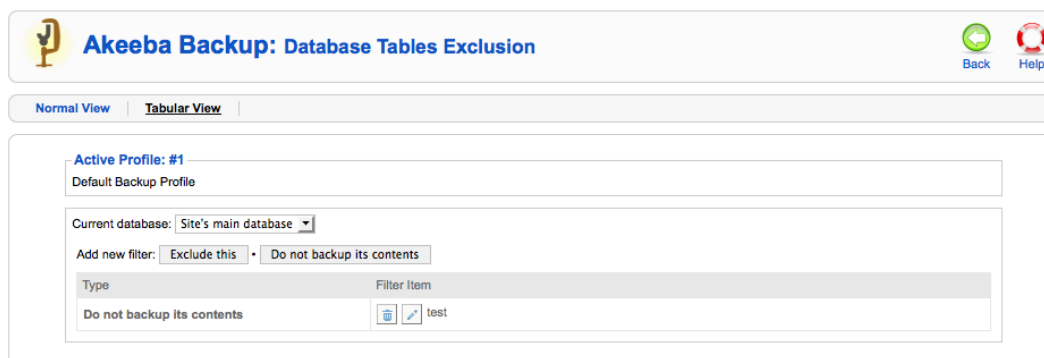 Akeeba Backup: Database Tables Exclusion
Back
Help
Normal View
Tabular View
Active Profile: #1
Default Backup Profile
Current database: Site's main database
Add new filter: Exclude this • Do not backup its contents
Type Filter Item
Do not backup its contents test